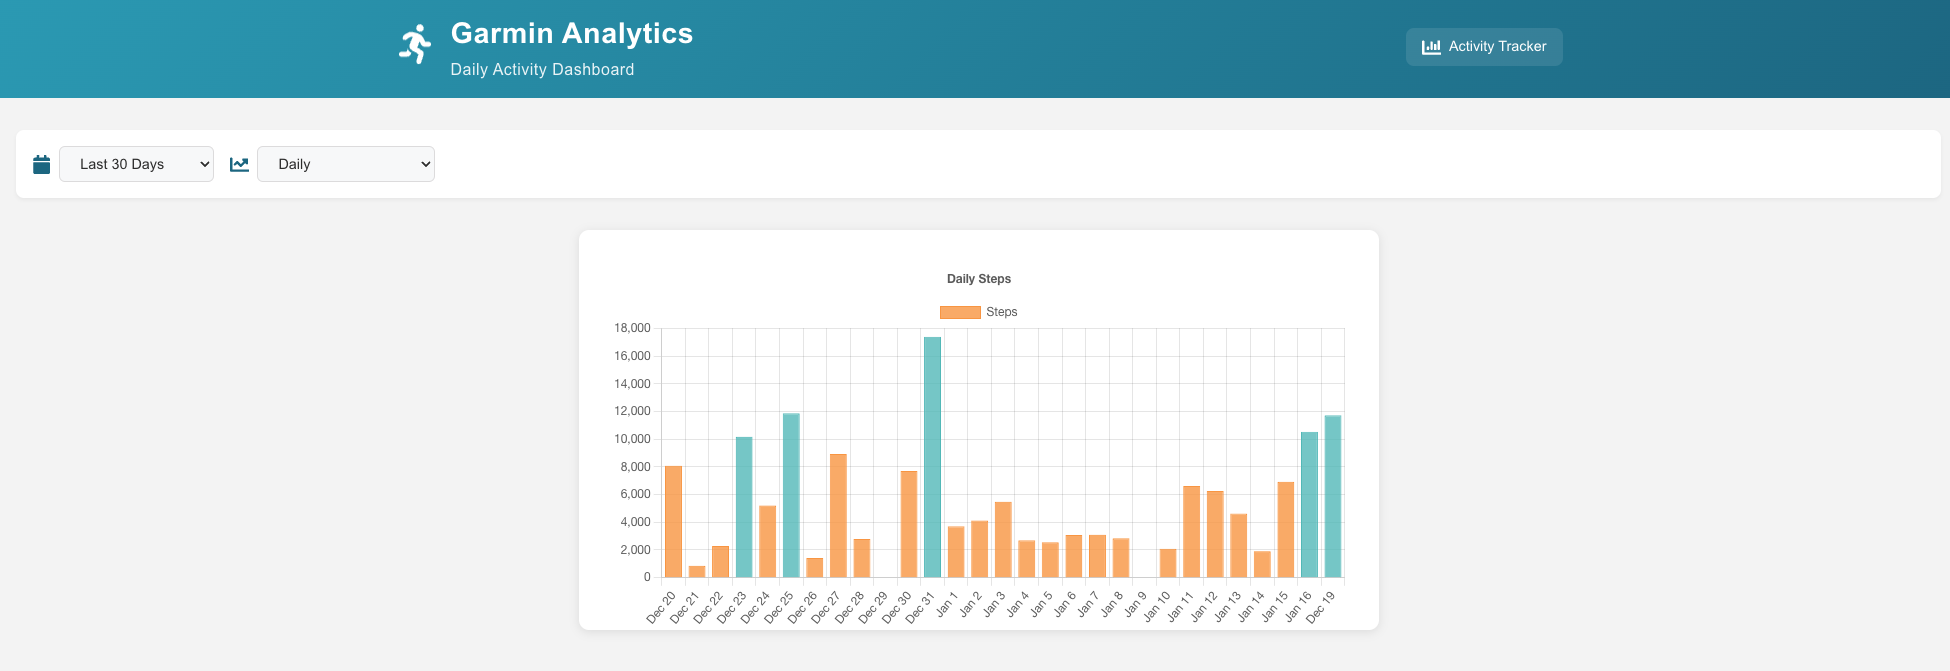 Garmin Analytics
Daily Activity Dashboard
Activity Tracker
Last 30 Days
Daily
Daily Steps
Steps
18,000
16,000
14,000
12,000
10,000
8,000
6,000
4,000
2,000
0
Dec 20
Dec 21
Dec 22
Dec 23
Dec 24
Dec 25
Dec 26
Dec 27
Dec 28
Dec 29
Dec 30
Dec 31
Jan 1
Jan 2
Jan 3
Jan 4
Jan 5
Jan 6
Jan 7
Jan 8
Jan 9
Jan 10
Jan 11
Jan 12
Jan 13
Jan 14
Jan 15
Jan 16
Dec 19